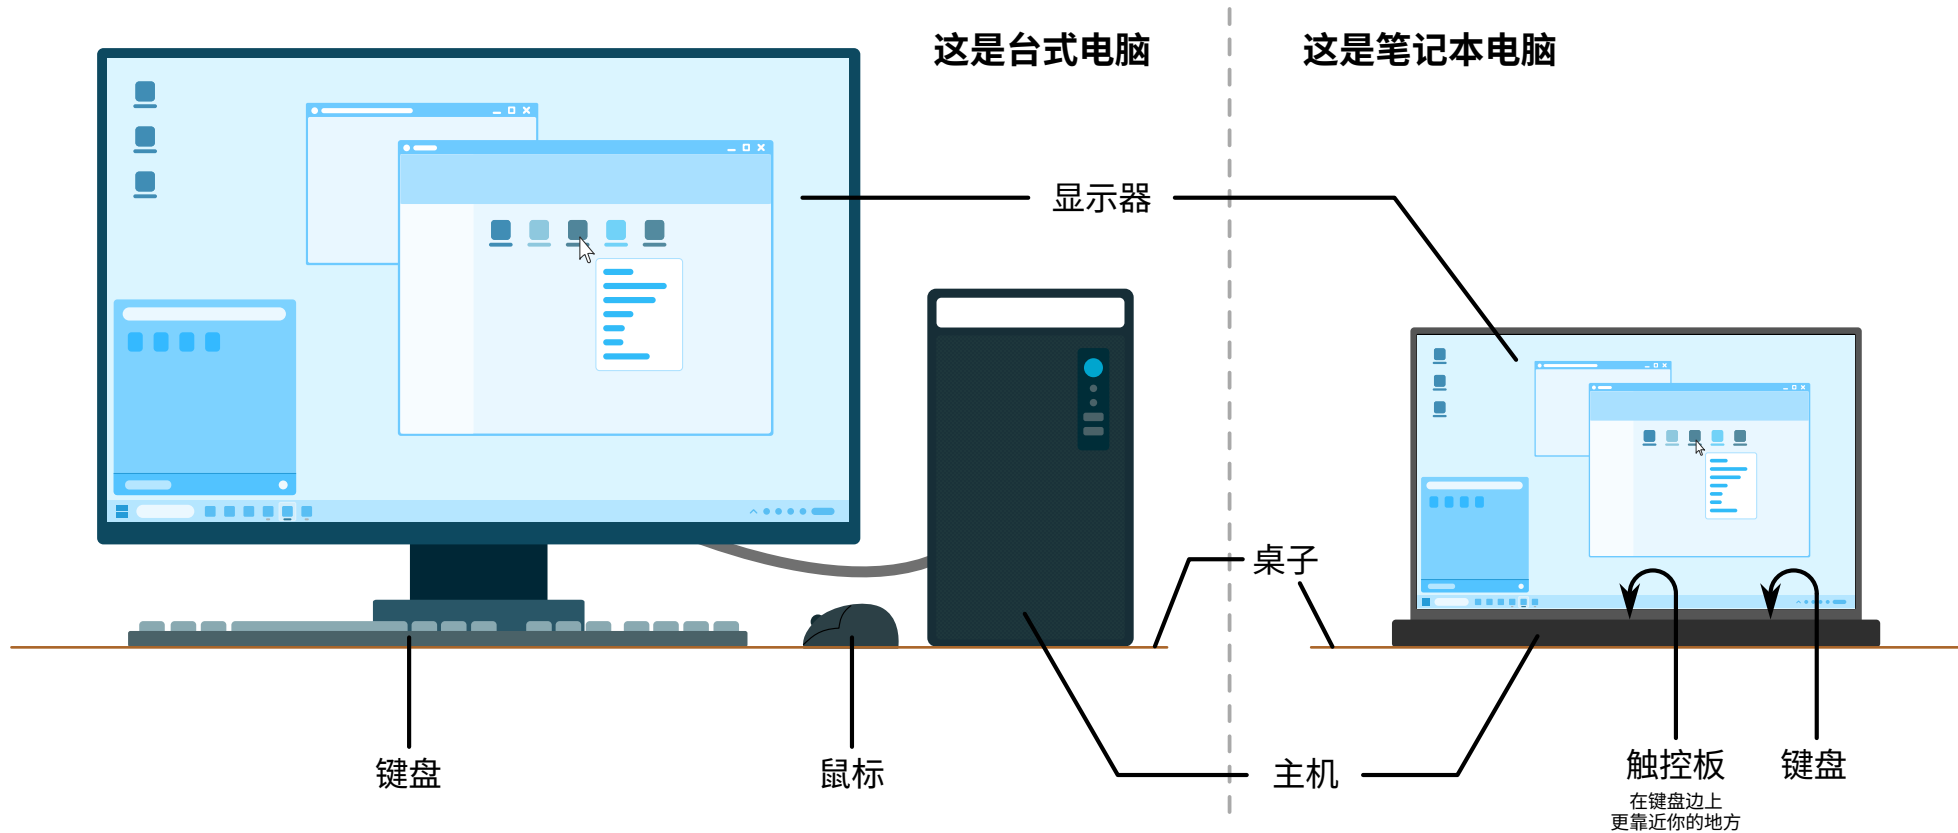 这是台式电脑
这是笔记本电脑
显示器
桌子
键盘
鼠标
主机
触控板
在键盘边上
更靠近你的地方
键盘